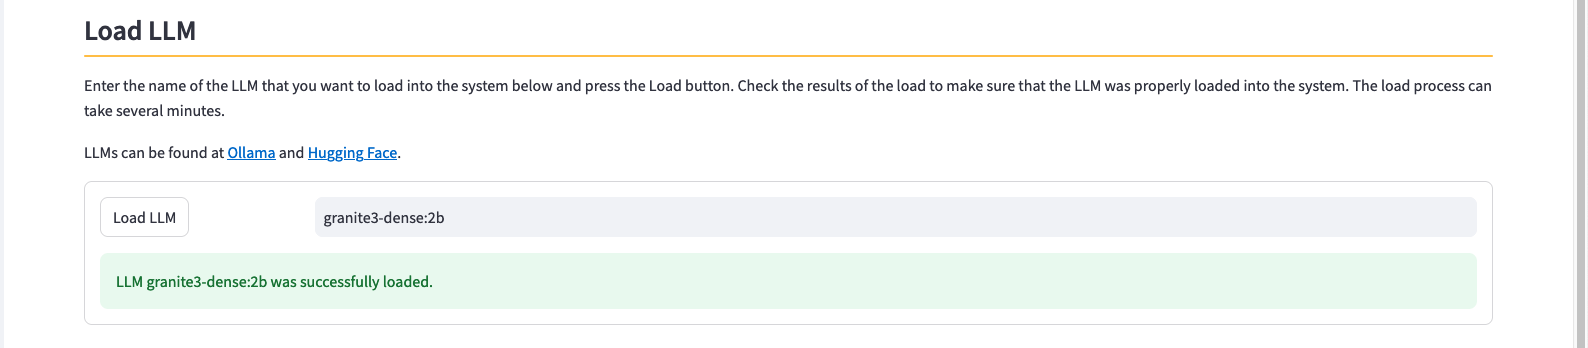 Load LLM
Enter the name of the LLM that you want to load into the system below and press the Load button. Check the results of the load to make sure that the LLM was properly loaded into the system. The load process can
take several minutes.
LLMs can be found at Ollama and Hugging Face.
Load LLM granite3-dense:2b
LLM granite3-dense:2b was successfully loaded.